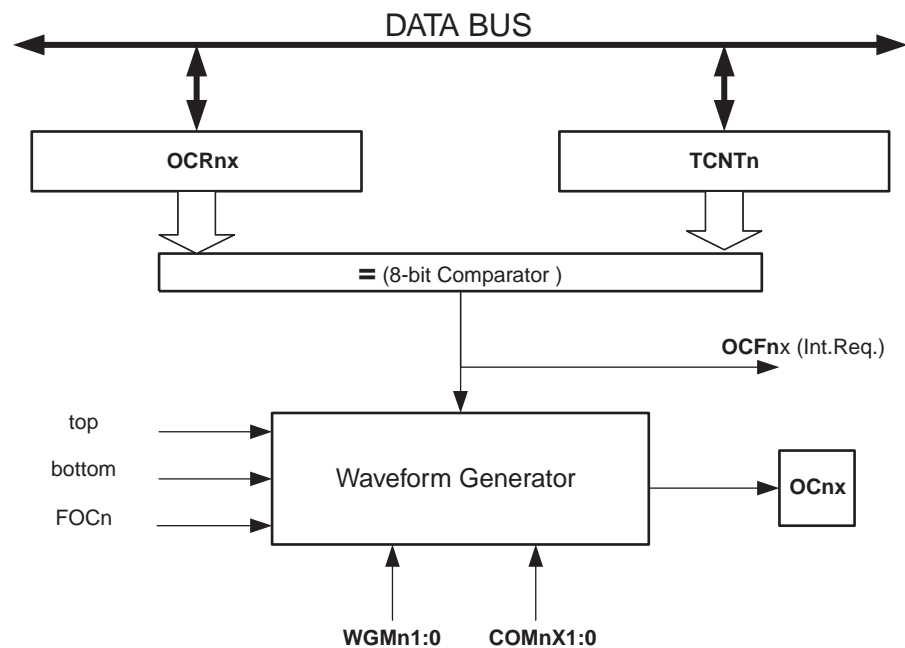 DATA BUS
OCRnx
TCNTn
= (8-bit Comparator )
OCFnx (Int.Req.)
top
bottom
FOCn
Waveform Generator
OCnx
WGMn1:0
COMnX1:0